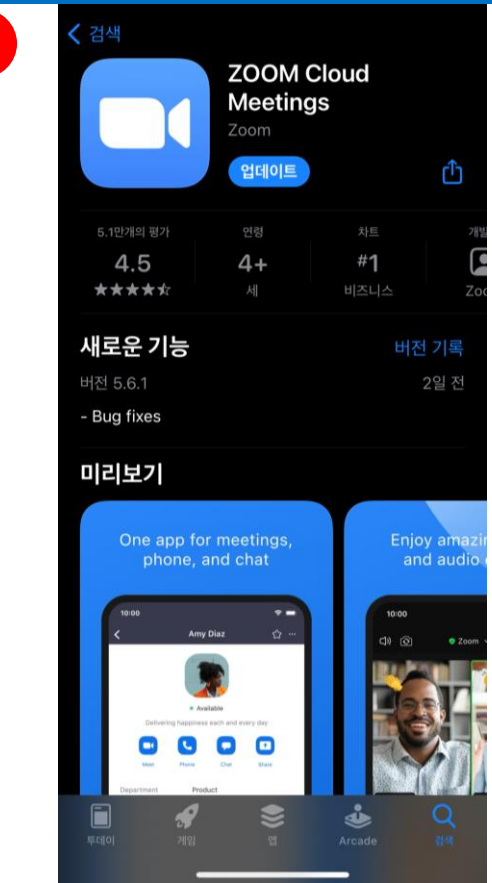 검색
ZOOM Cloud
Meetings
Zoom
업데이트
5.1만개의 평가
연령
차트
4.5
4+
#1
세
비즈니스
새로운 기능
버전 기록
버전 5.6.1
2일 전
- Bug fixes
미리보기
One app for meetings,
phone, and chat
Enjoy
and audio
10:00
Amy Diaz
Available
Delivering happiness each and every day
Meet
Phone
Chat
Share
Department
Product
10:00
Zoom
투데이
게임
앱
Arcade
검색